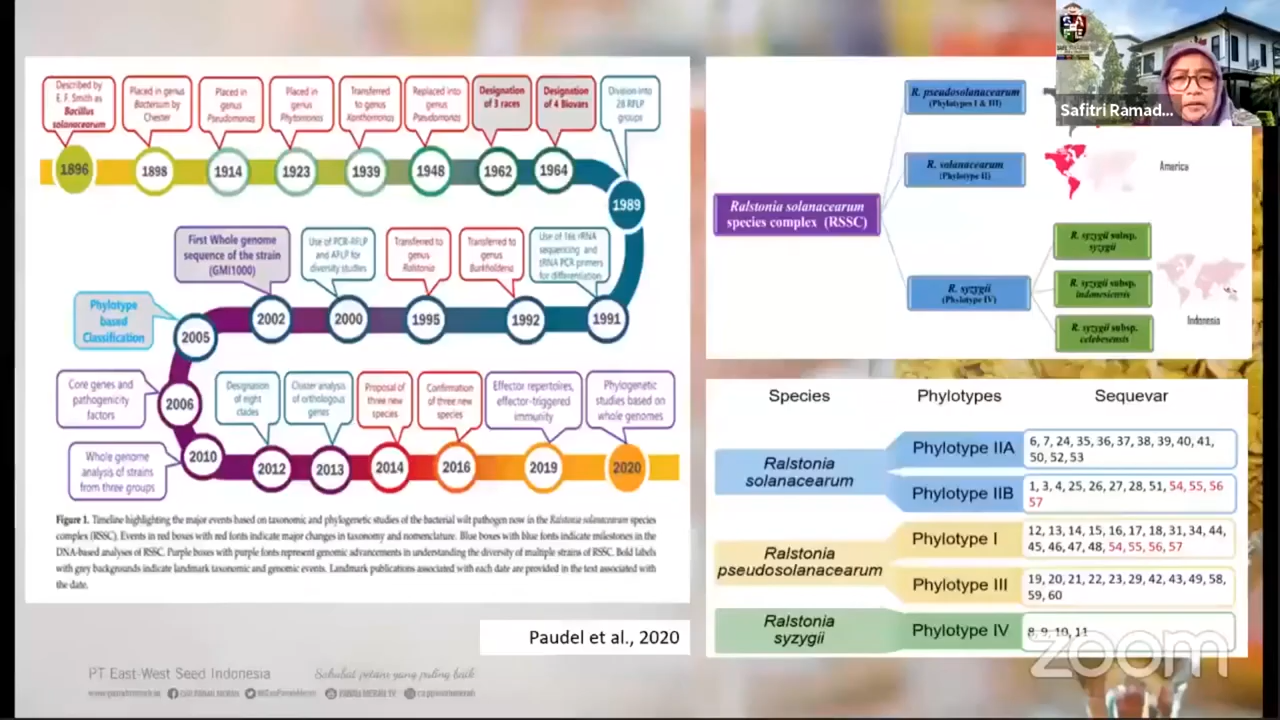 Described by
E. F. Smith as
Bacillus
solanacearum
Placed in genus
Bacterium by
Chester
Placed in
genus
Pseudomonas
Placed in
genus
Phytomonas
Transferred
to genus
Xanthomonas
Replaced into
genus
Pseudomonas
Designation
of 3 races
Designation
of 4 Biovars
Division into
28 RFLP
groups
1896
1898
1914
1923
1939
1948
1962
1964
1989
First Whole genome
sequence of the strain
(GMI1000)
Use of PCR-RFLP
and AFLP for
diversity studies
Transferred to
genus
Ralstonia
Transferred to
genus
Burkholderia
Use of 16s rRNA
sequencing and
tRNA PCR primers
for differentiation
Phylotype
based
Classification
2005
2002
2000
1995
1992
1991
Core genes and
pathogenicity
factors
2006
Designation
of eight
clades
Cluster analysis
of orthologous
genes
Proposal of
three new
species
Confirmation
of three new
species
Effector repertoires,
effector-triggered
immunity
Phylogenetic
studies based on
whole genomes
Whole genome
analysis of strains
from three groups
2010
2012
2013
2014
2016
2019
2020
Figure 1. Timeline highlighting the major events based on taxonomic and phylogenetic studies of the bacterial wilt pathogen now in the Ralstonia solanacearum species
complex (RSSC). Events in red boxes with red fonts indicate major changes in taxonomy and nomenclature. Blue boxes with blue fonts indicate milestones in the
DNA-based analyses of RSSC. Purple boxes with purple fonts represent genomic advancements in understanding the diversity of multiple strains of RSSC. Bold labels
with grey backgrounds indicate landmark taxonomic and genomic events. Landmark publications associated with each date are provided in the text associated with
the date.
Paudel et al., 2020
PT East-West Seed Indonesia
Sahabat petani yang paling baik
Safitri Ramad...
R. pseudosolanacearum
(Phylotypes I & III)
R. solanacearum
(Phylotype II)
America
Ralstonia solanacearum
species complex (RSSC)
R. syzygii
(Phylotype IV)
R. syzygii subsp.
syzygii
R. syzygii subsp.
indonesiensis
R. syzygii subsp.
celebesensis
Indonesia
Species Phylotypes Sequevar
Ralstonia
solanacearum
Phylotype IIA
6, 7, 24, 35, 36, 37, 38, 39, 40, 41,
50, 52, 53
Phylotype IIB
1, 3, 4, 25, 26, 27, 28, 51, 54, 55, 56
57
Ralstonia
pseudosolanacearum
Phylotype I
12, 13, 14, 15, 16, 17, 18, 31, 34, 44,
45, 46, 47, 48, 54, 55, 56, 57
Phylotype III
19, 20, 21, 22, 23, 29, 42, 43, 49, 58,
59, 60
Ralstonia
syzygii
Phylotype IV
8, 9, 10, 11
zoom